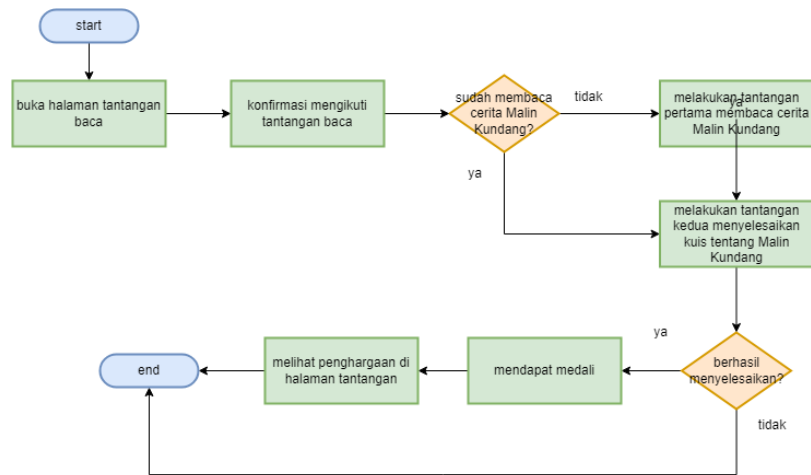 start
buka halaman tantangan
baca
konfirmasi mengikuti
tantangan baca
sudah membaca
cerita Malin
Kundang?
tidak
melakukan tantangan
ya
pertama membaca cerita
Malin Kundang
ya
melakukan tantangan
kedua menyelesaikan
kuis tentang Malin
Kundang
berhasil
menyelesaikan?
ya
mendapat medali
melihat penghargaan di
halaman tantangan
end
tidak